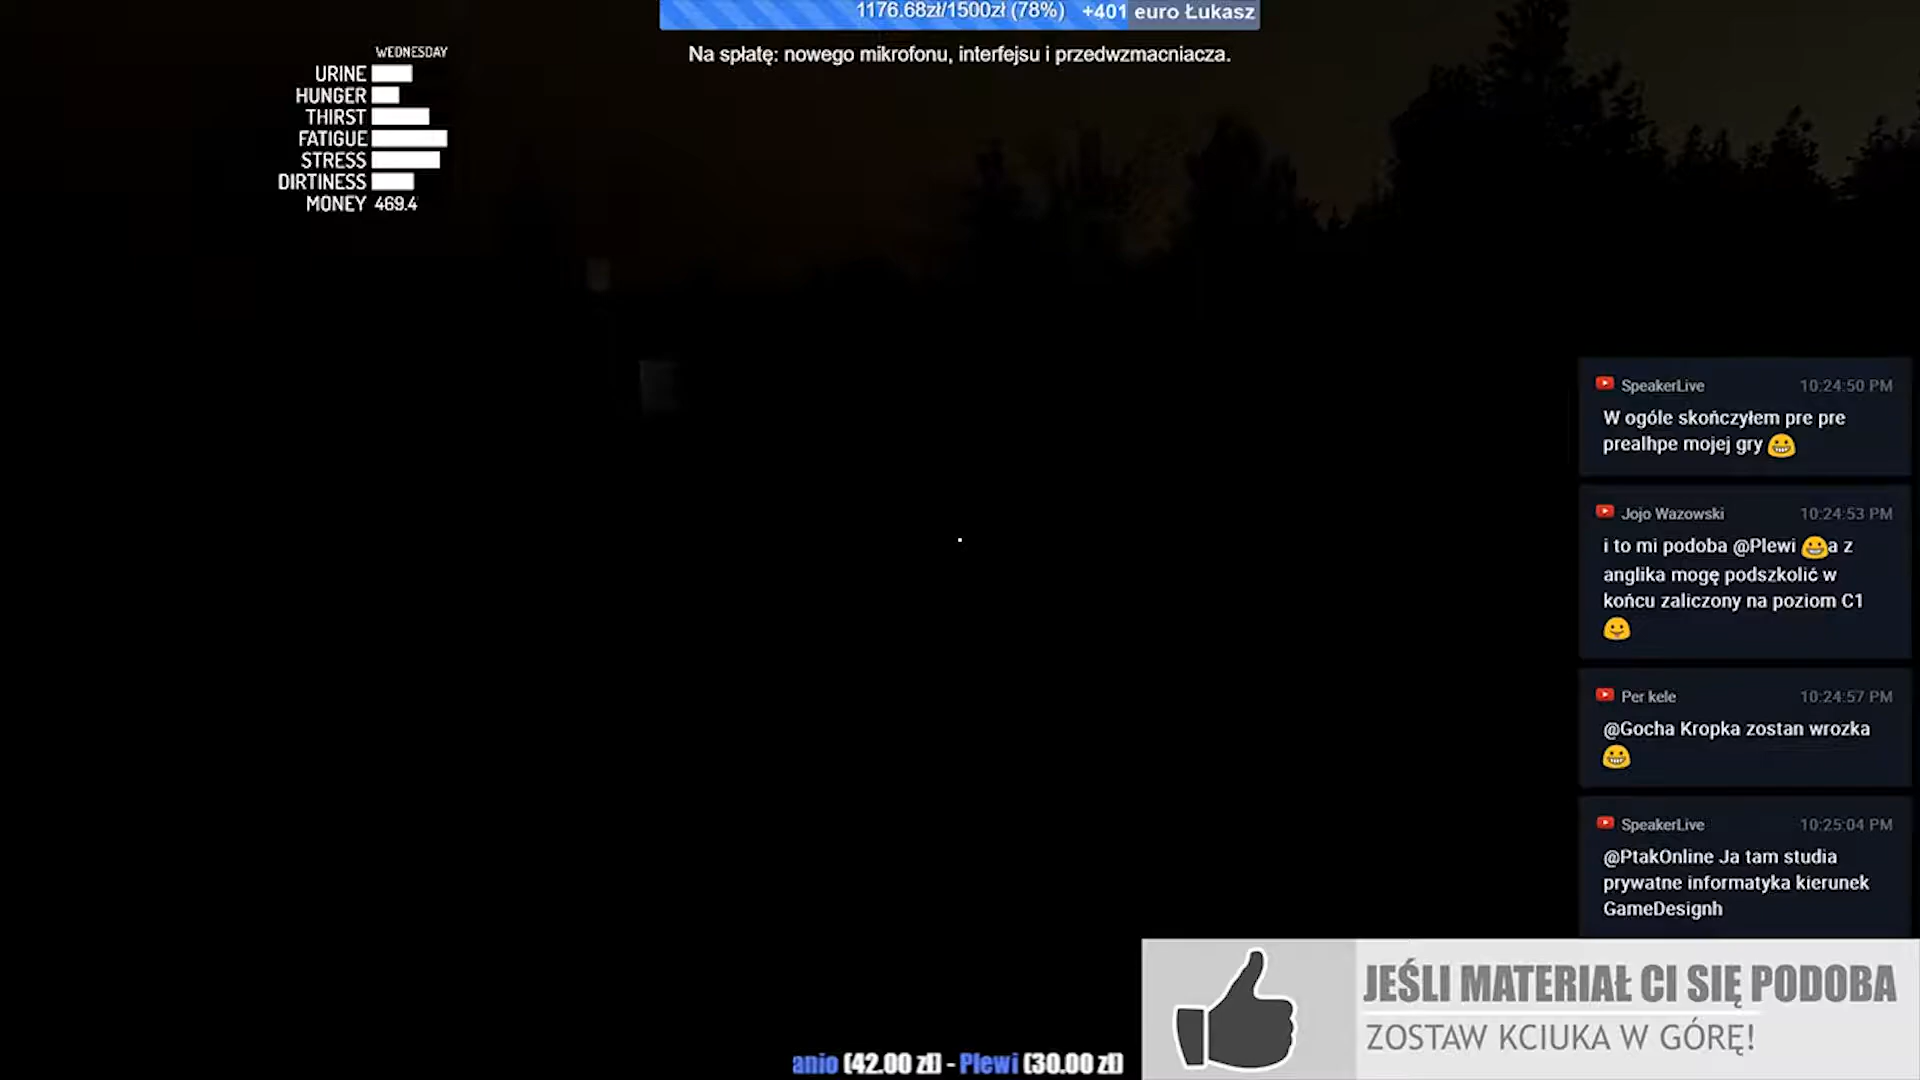 1176.68zł/1500zł (78%) +401 euro Łukasz
Na spłatę: nowego mikrofonu, interfejsu i przedwzmacniacza.
WEDNESDAY
URINE
HUNGER
THIRST
FATIGUE
STRESS
DIRTINESS
MONEY 469.4
SpeakerLive 10:24:50 PM
W ogóle skończyłem pre pre
prealhpe mojej gry 😀
Jojo Wazowski 10:24:53 PM
i to mi podoba @Plewi 😀a z
anglika mogę podszkolić w
końcu zaliczony na poziom C1
😛
Per kele 10:24:57 PM
@Gocha Kropka zostan wrozka
😀
SpeakerLive 10:25:04 PM
@PtakOnline Ja tam studia
prywatne informatyka kierunek
GameDesignh
JEŚLI MATERIAŁ CI SIĘ PODOBA
ZOSTAW KCIUKA W GÓRĘ!
anio (42.00 zł) - Plewi (30.00 zł)